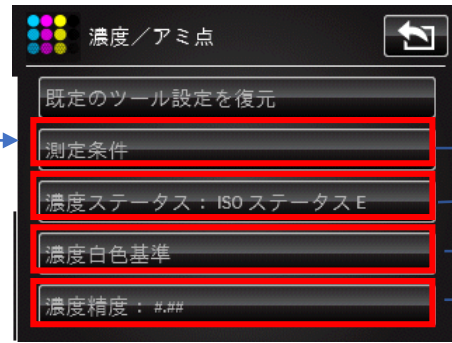 濃度／アミ点
既定のツール設定を復元
測定条件
濃度ステータス： ISO ステータス E
濃度白色基準
濃度精度： #.##